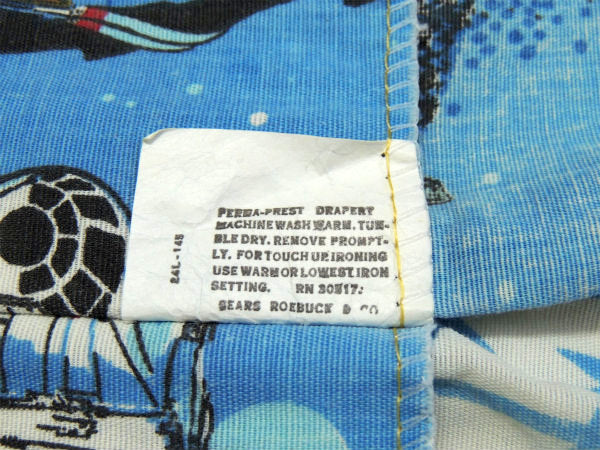 PERMA-PREST DRAPERY
MACHINE WASH WARM. TUM-
BLE DRY. REMOVE PROMPT-
LY. FOR TOUCH UP IRONING
USE WARM OR LOWEST IRON
SETTING. RN
SEARS ROEBUCK & CO
24L-145